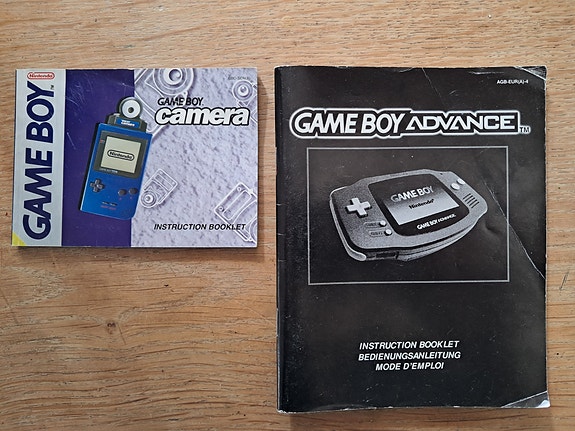 Nintendo
GAME BOY
GAME BOY
camera
Nintendo
INSTRUCTION BOOKLET
AGB-EUR(A)-4
GAME BOY ADVANCE TM
GAME BOY
Nintendo
GAME BOY ADVANCE
INSTRUCTION BOOKLET
BEDIENUNGSANLEITUNG
MODE D'EMPLOI